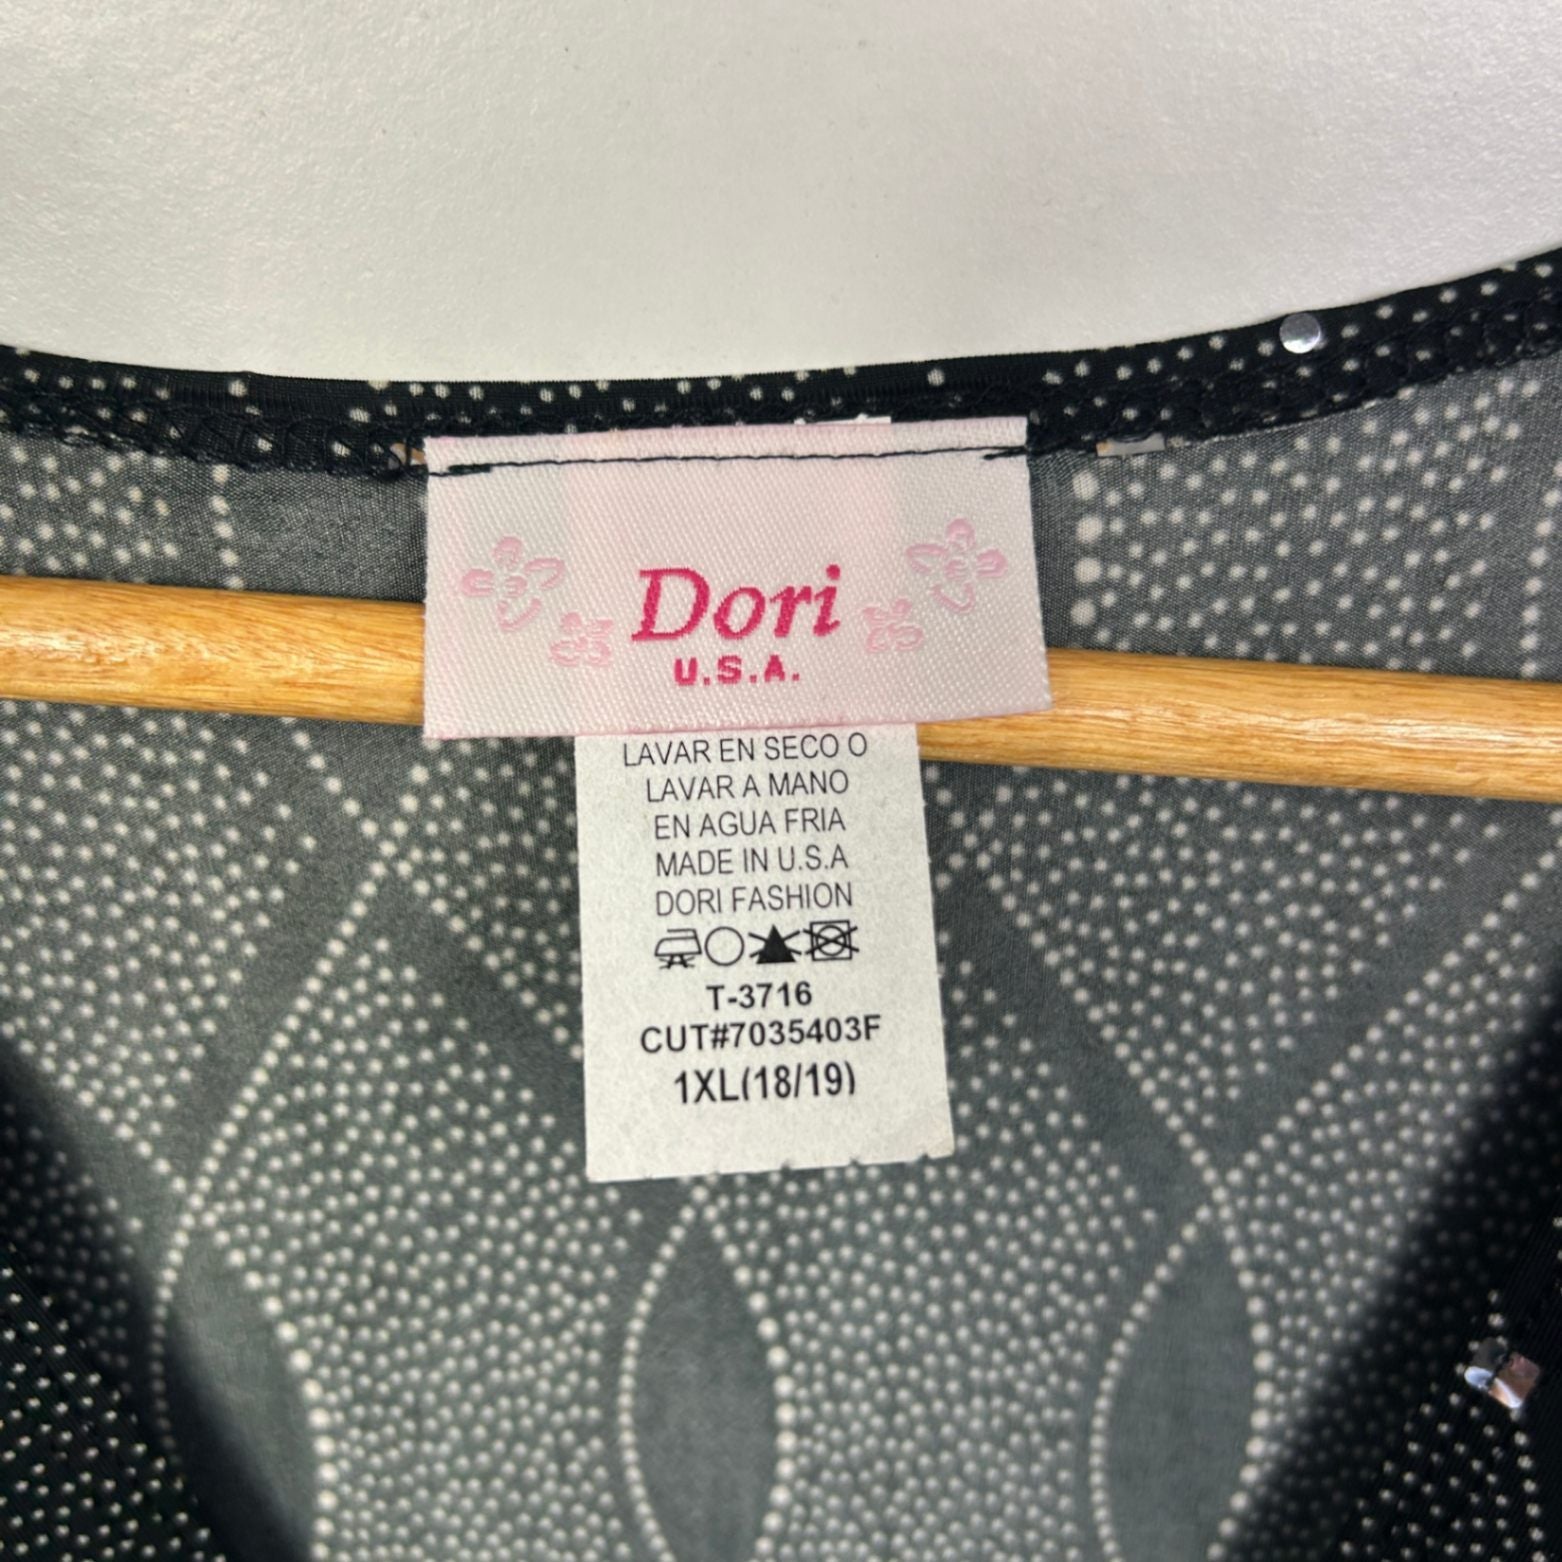 Dori
U.S.A.
LAVAR EN SECO O
LAVAR A MANO
EN AGUA FRIA
MADE IN U.S.A
DORI FASHION
T-3716
CUT#7035403F
1XL(18/19)